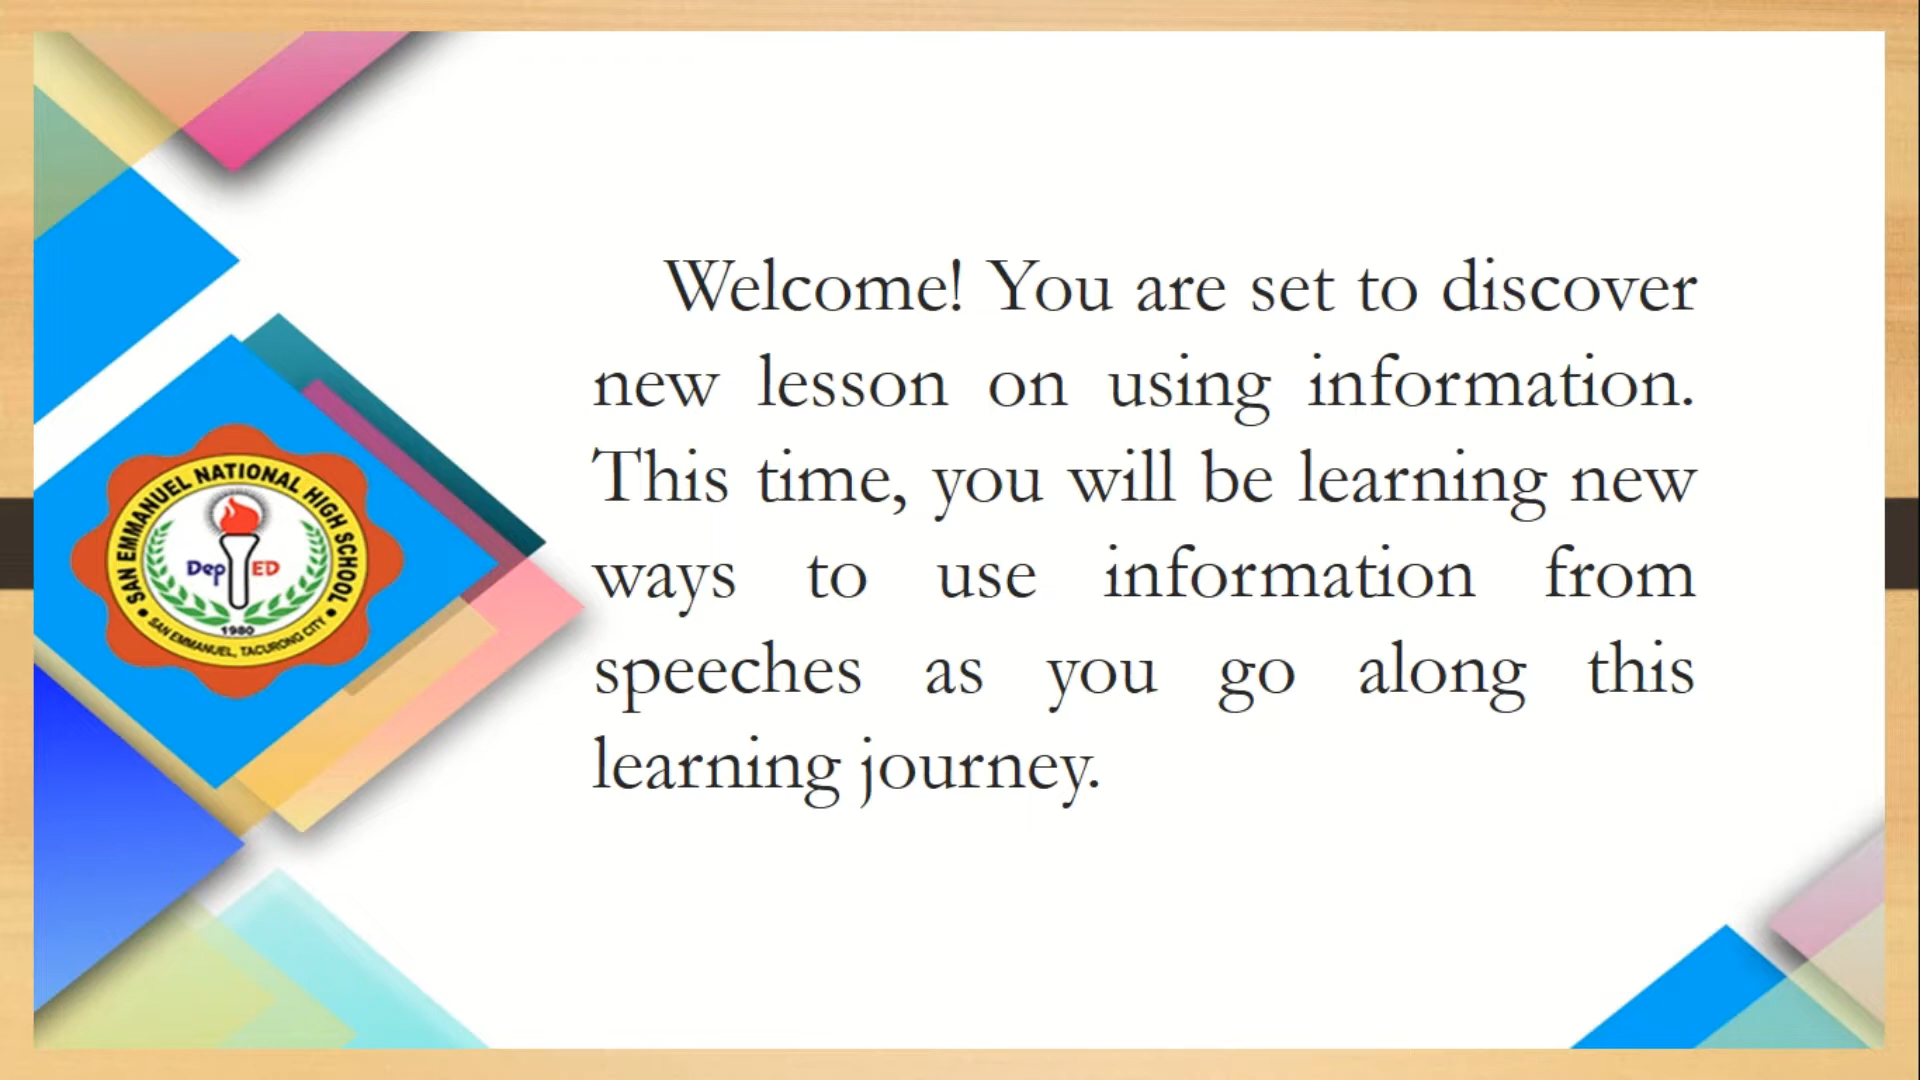 Welcome! You are set to discover
new lesson on using information.
This time, you will be learning new
ways to use information from
speeches as you go along this
learning journey.
SAN EMMANUEL NATIONAL HIGH SCHOOL
DepED
1980
SAN EMMANUEL, TACURONG CITY